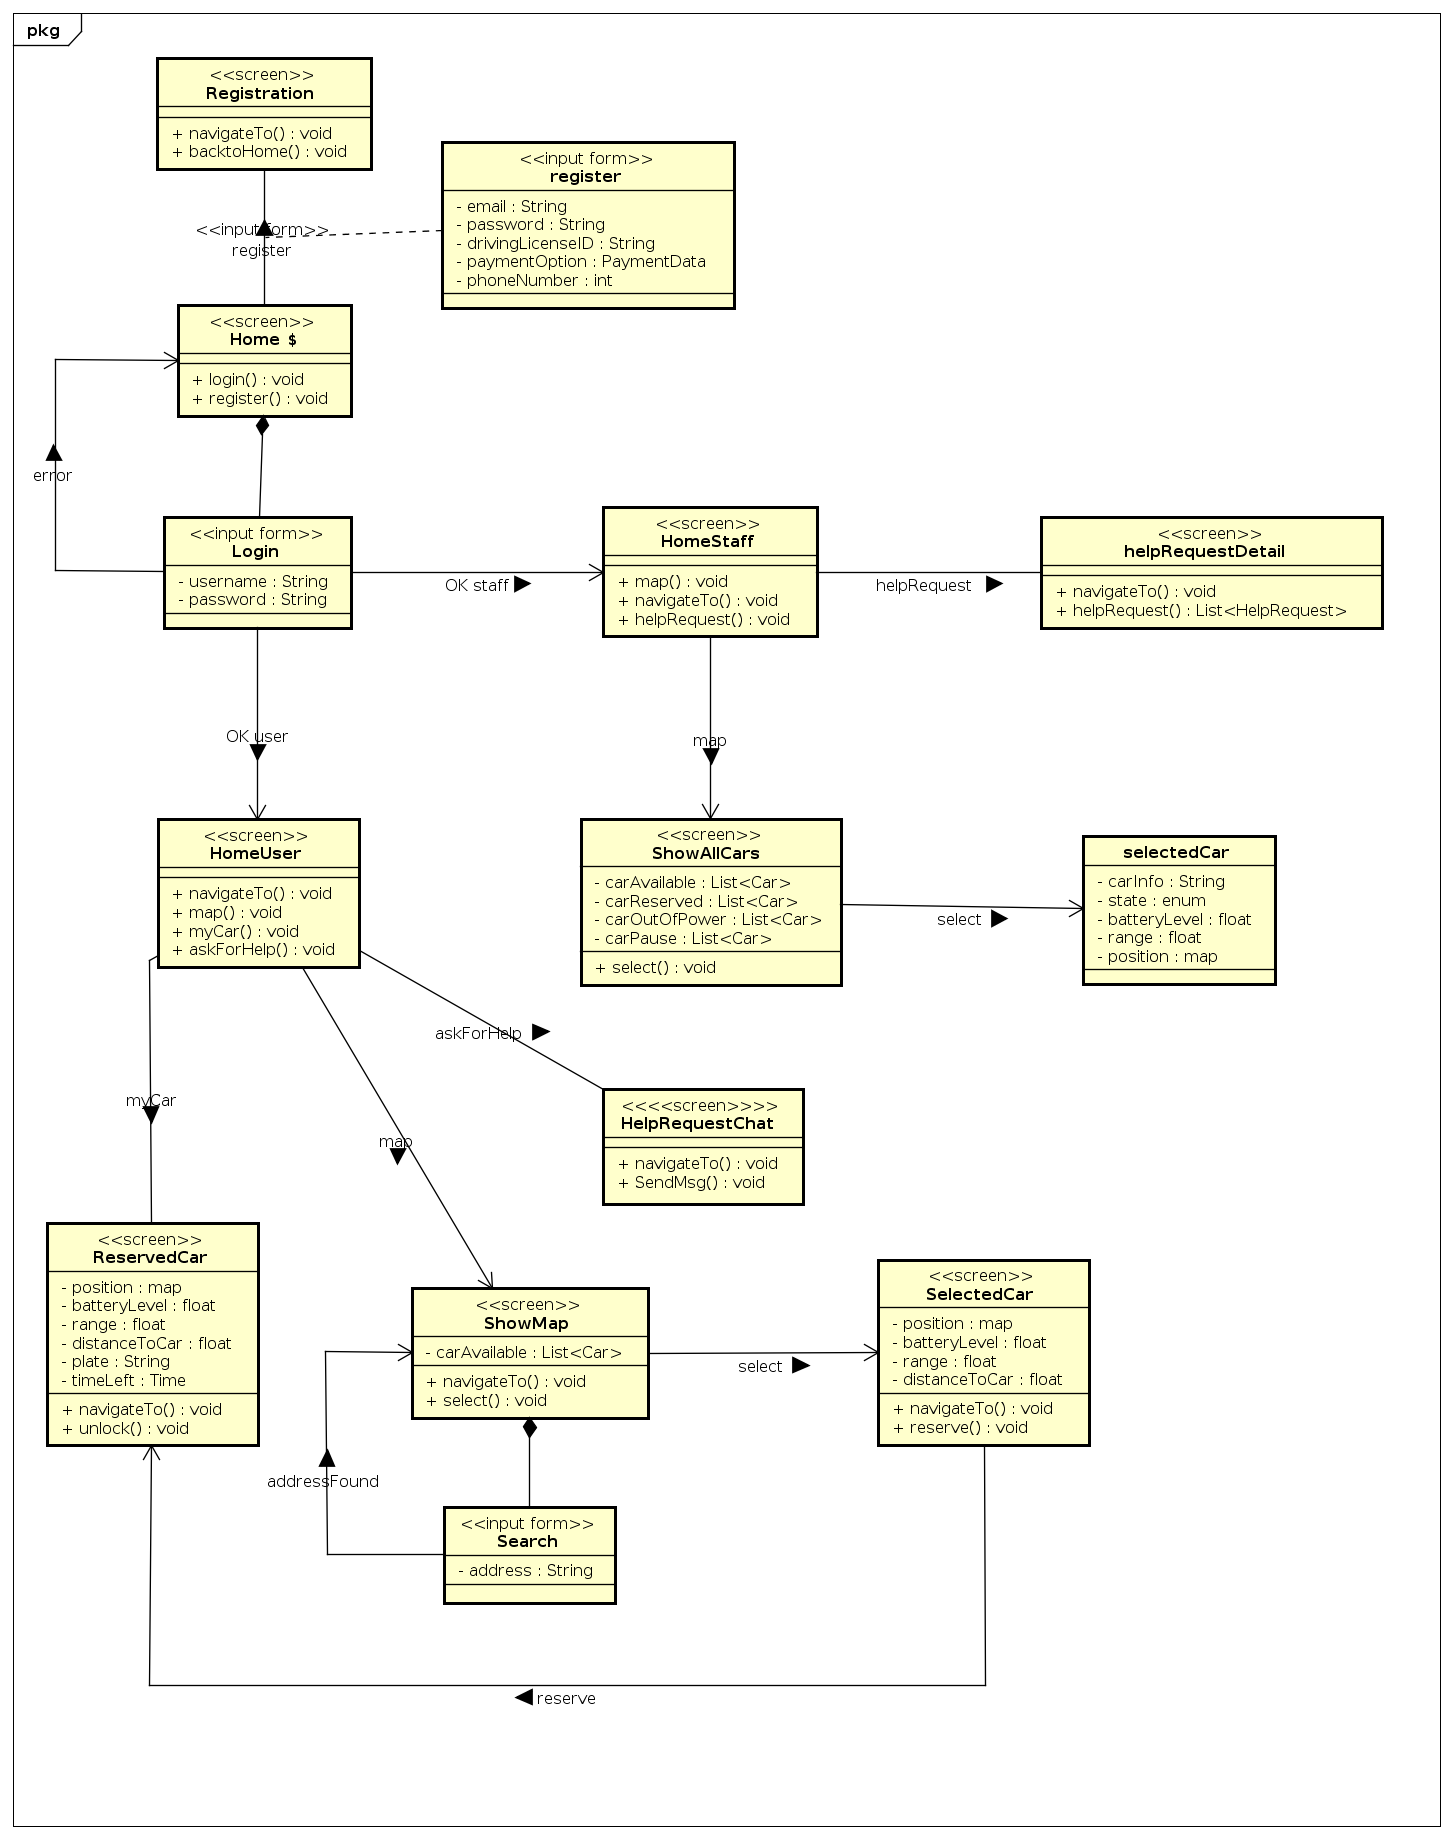 pkg
<<screen>>
Registration
+ navigateTo() : void
+ backtoHome() : void
<<input form>>
register
- email : String
- password : String
- drivingLicenseID : String
- paymentOption : PaymentData
- phoneNumber : int
<<input form>>
register
<<screen>>
Home $
+ login() : void
+ register() : void
error
<<input form>>
Login
- username : String
- password : String
OK staff
<<screen>>
HomeStaff
+ map() : void
+ navigateTo() : void
+ helpRequest() : void
helpRequest
<<screen>>
helpRequestDetail
+ navigateTo() : void
+ helpRequest() : List<HelpRequest>
OK user
map
<<screen>>
HomeUser
+ navigateTo() : void
+ map() : void
+ myCar() : void
+ askForHelp() : void
<<screen>>
ShowAllCars
- carAvailable : List<Car>
- carReserved : List<Car>
- carOutOfPower : List<Car>
- carPause : List<Car>
+ select() : void
select
selectedCar
- carInfo : String
- state : enum
- batteryLevel : float
- range : float
- position : map
askForHelp
myCar
map
<<<<screen>>>>
HelpRequestChat
+ navigateTo() : void
+ SendMsg() : void
<<screen>>
ReservedCar
- position : map
- batteryLevel : float
- range : float
- distanceToCar : float
- plate : String
- timeLeft : Time
+ navigateTo() : void
+ unlock() : void
<<screen>>
ShowMap
- carAvailable : List<Car>
+ navigateTo() : void
+ select() : void
select
<<screen>>
SelectedCar
- position : map
- batteryLevel : float
- range : float
- distanceToCar : float
+ navigateTo() : void
+ reserve() : void
addressFound
<<input form>>
Search
- address : String
reserve